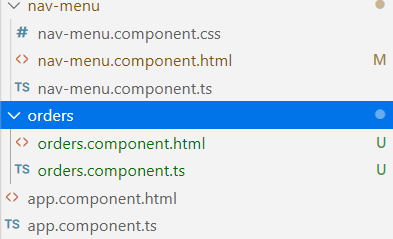 nav-menu
# nav-menu.component.css
<> nav-menu.component.html M
TS nav-menu.component.ts
orders
<> orders.component.html U
TS orders.component.ts U
<> app.component.html
TS app.component.ts